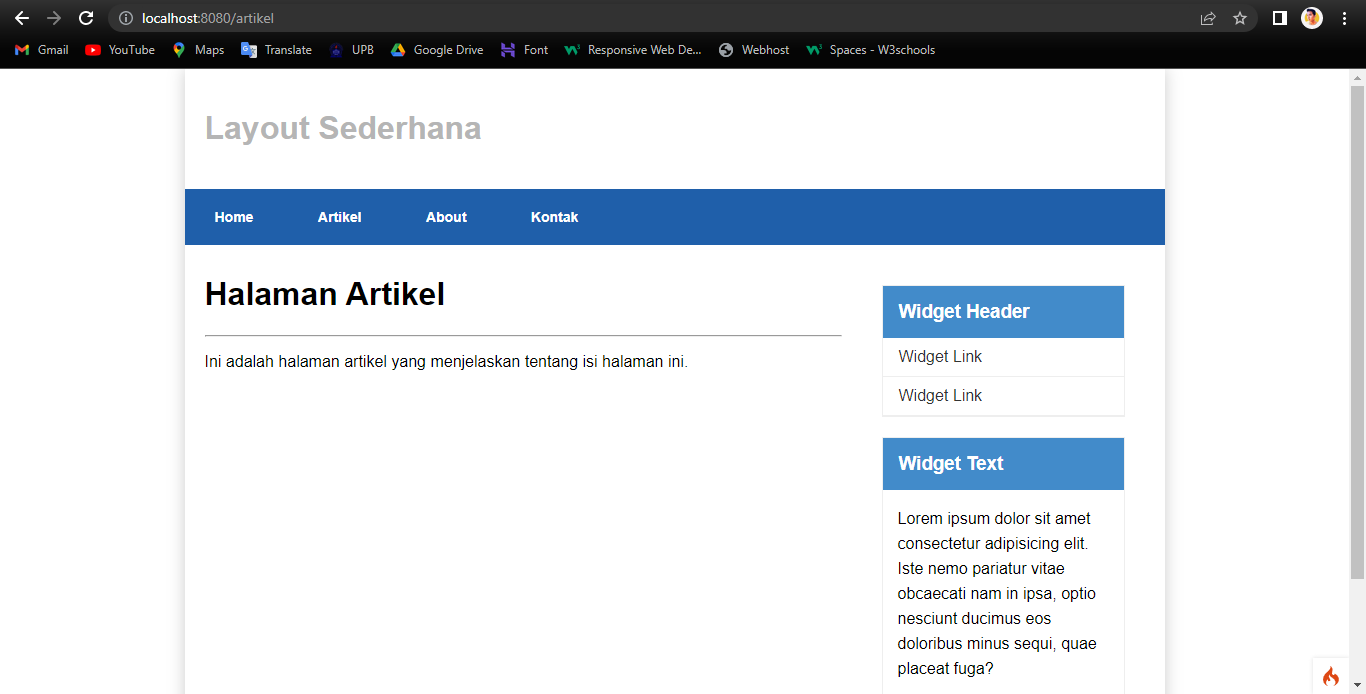 localhost:8080/artikel
Gmail YouTube Maps Translate UPB Google Drive Font Responsive Web De... Webhost Spaces - W3schools
Layout Sederhana
Home Artikel About Kontak
Halaman Artikel
Ini adalah halaman artikel yang menjelaskan tentang isi halaman ini.
Widget Header
Widget Link
Widget Link
Widget Text
Lorem ipsum dolor sit amet
consectetur adipisicing elit.
Iste nemo pariatur vitae
obcaecati nam in ipsa, optio
nesciunt ducimus eos
doloribus minus sequi, quae
placeat fuga?